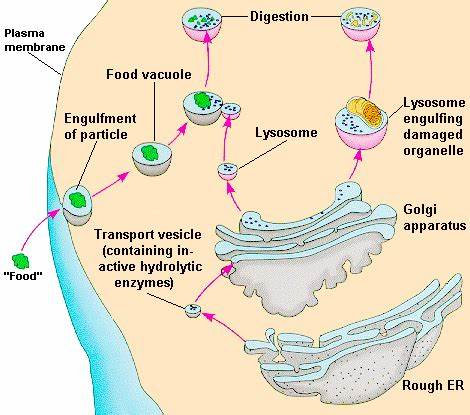 Plasma
membrane
Digestion
Food vacuole
Engulfment
of particle
Lysosome
Lysosome
engulfing
damaged
organelle
Golgi
apparatus
Transport vesicle
(containing in-
active hydrolytic
enzymes)
"Food"
Rough ER